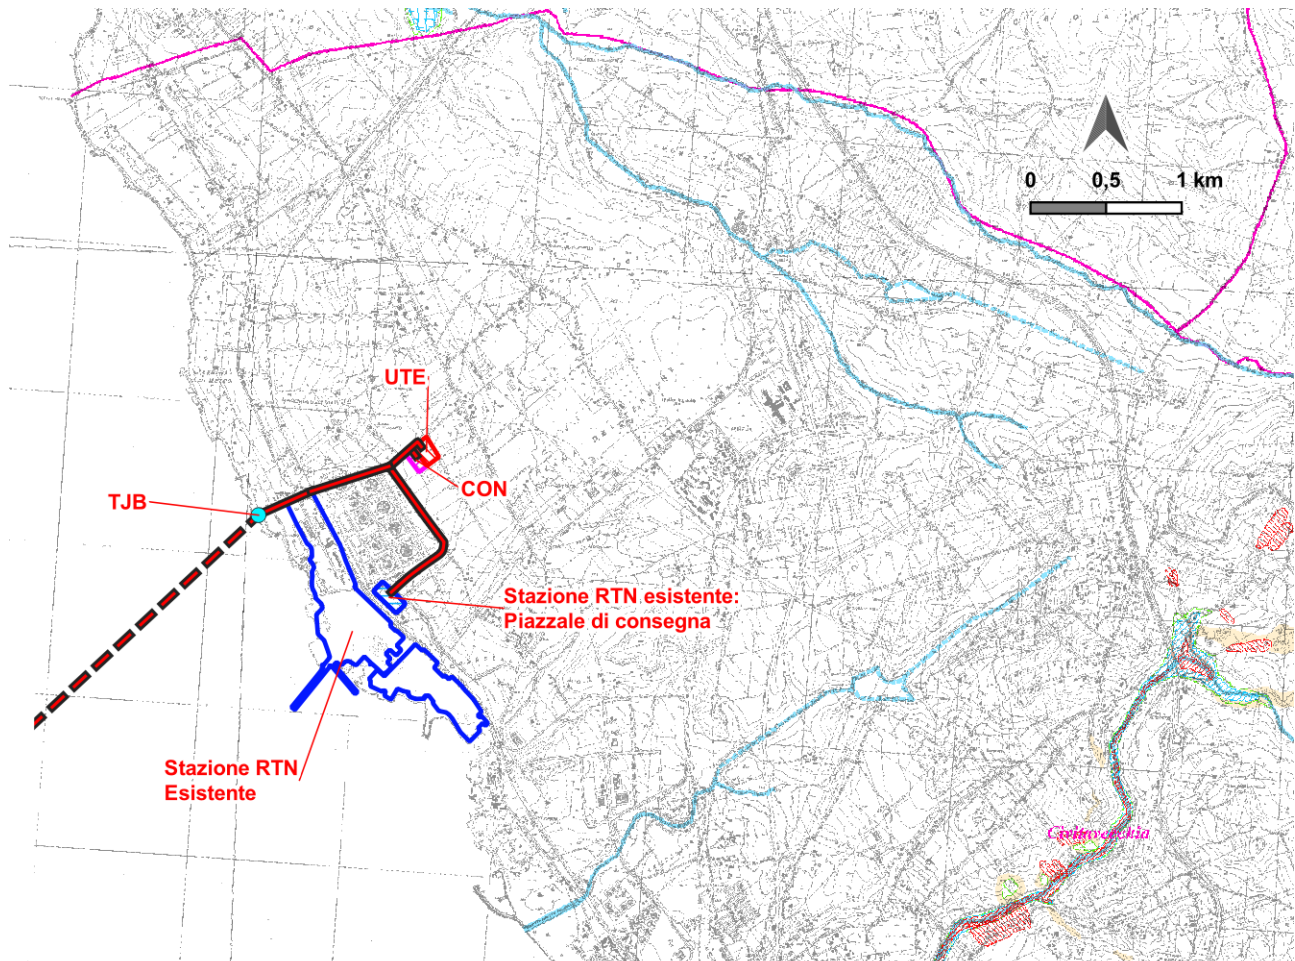 0 0,5 1 km
UTE
CON
TJB
Stazione RTN esistente:
Piazzale di consegna
Stazione RTN
Esistente
Civitavecchia